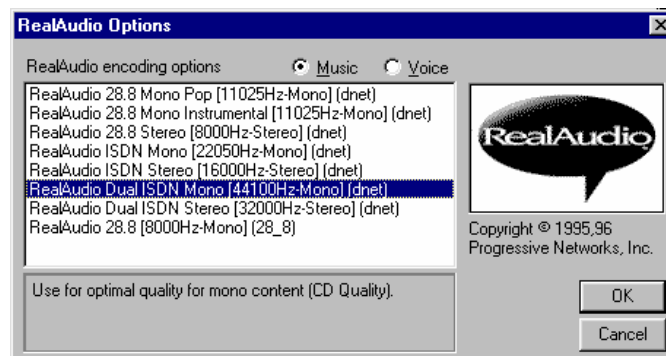 RealAudio Options
RealAudio encoding options
Music
Voice
RealAudio 28.8 Mono Pop [11025Hz-Mono] (dnet)
RealAudio 28.8 Mono Instrumental [11025Hz-Mono] (dnet)
RealAudio 28.8 Stereo [8000Hz-Stereo] (dnet)
RealAudio ISDN Mono [22050Hz-Mono] (dnet)
RealAudio ISDN Stereo [16000Hz-Stereo] (dnet)
RealAudio Dual ISDN Mono [44100Hz-Mono] (dnet)
RealAudio Dual ISDN Stereo [32000Hz-Stereo] (dnet)
RealAudio 28.8 [8000Hz-Mono] (28_8)
RealAudio
Copyright © 1995,96
Progressive Networks, Inc.
Use for optimal quality for mono content (CD Quality).
OK
Cancel